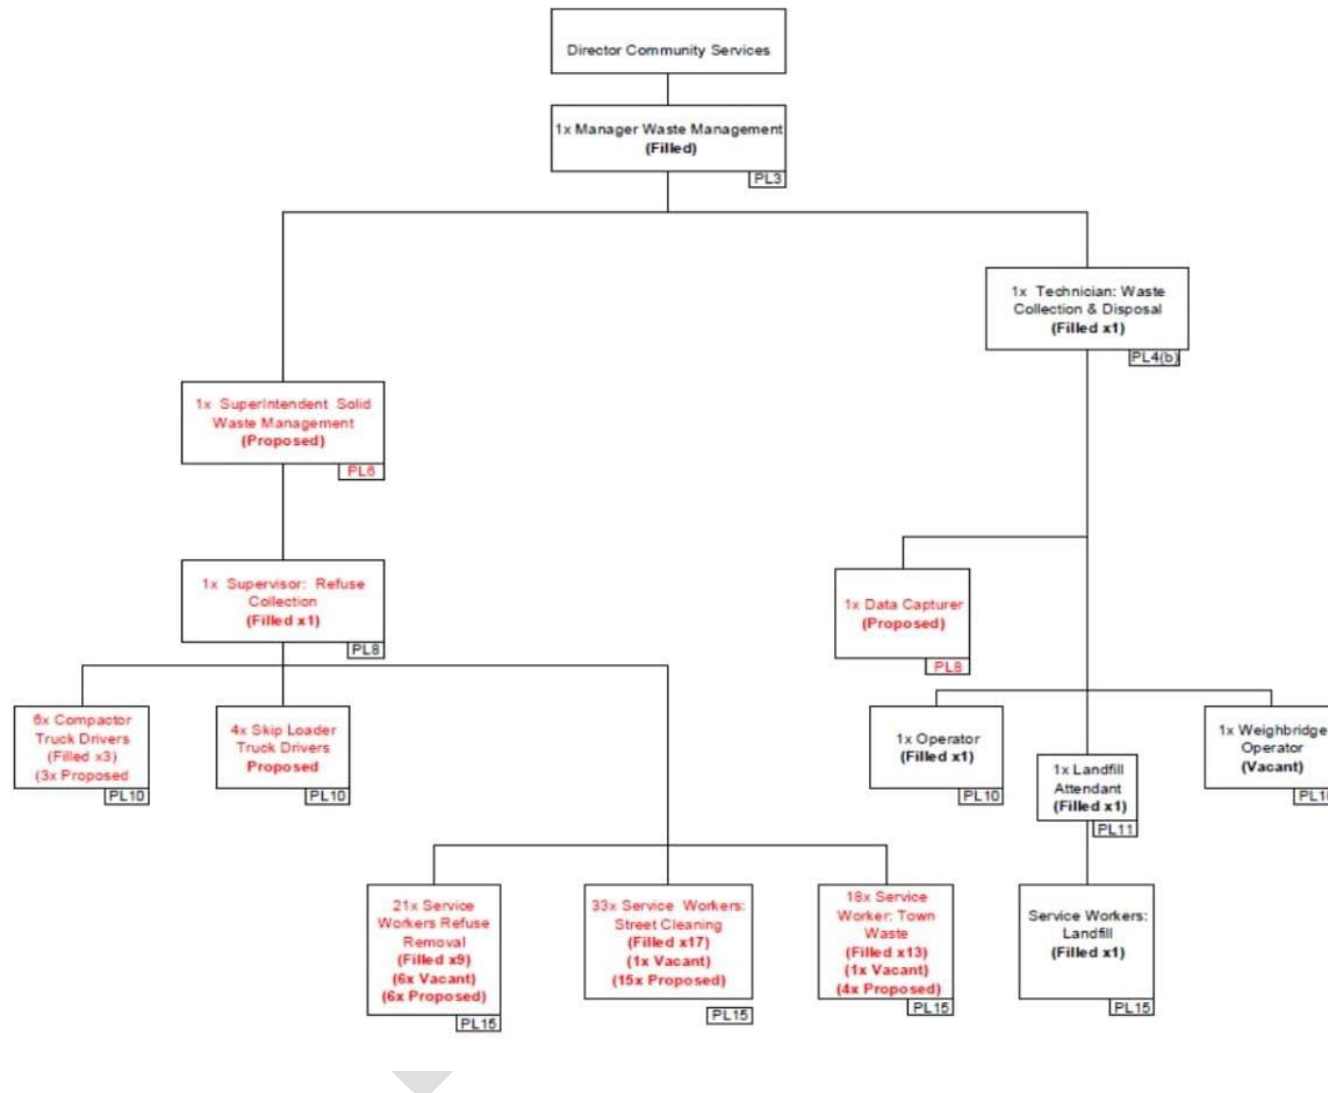 Director Community Services
1x Manager Waste Management
(Filled)
PL3
1x Technician: Waste
Collection & Disposal
(Filled x1)
PL4(b)
1x Superintendent Solid
Waste Management
(Proposed)
PL6
1x Supervisor: Refuse
Collection
(Filled x1)
PL8
1x Data Capturer
(Proposed)
PL8
6x Compactor
Truck Drivers
(Filled x3)
(3x Proposed
PL10
4x Skip Loader
Truck Drivers
Proposed
PL10
1x Operator
(Filled x1)
PL10
1x Landfill
Attendant
(Filled x1)
PL11
1x Weighbridge
Operator
(Vacant)
21x Service
Workers Refuse
Removal
(Filled x9)
(6x Vacant)
(6x Proposed)
PL15
33x Service Workers:
Street Cleaning
(Filled x17)
(1x Vacant)
(15x Proposed)
PL15
18x Service
Worker: Town
Waste
(Filled x13)
(1x Vacant)
(4x Proposed)
PL15
Service Workers:
Landfill
(Filled x1)
PL15